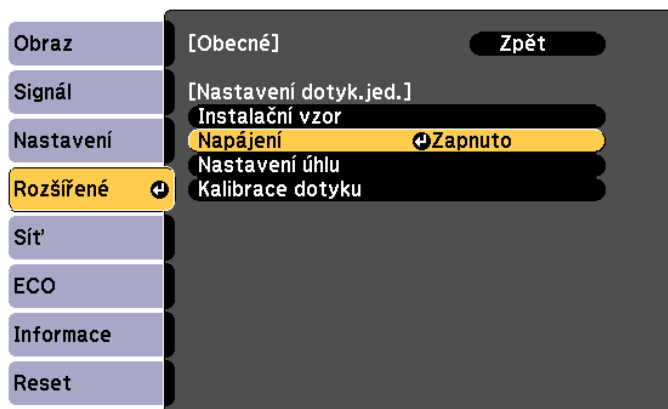 Obraz
Signál
Nastavení
Rozšířené
Síť
ECO
Informace
Reset
[Obecné] Zpět
[Nastavení dotyk.jed.]
Instalační vzor
Napájení Zapnuto
Nastavení úhlu
Kalibrace dotyku